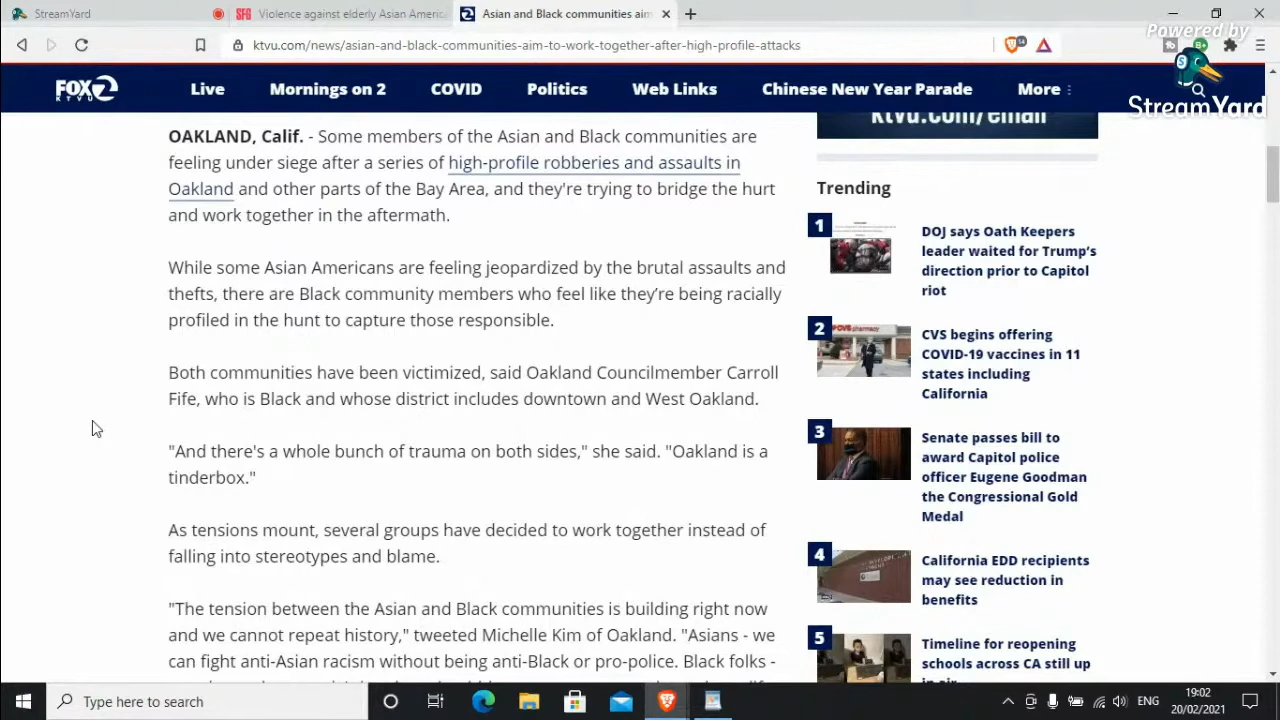 StreamYard
SFG Violence against elderly Asian Americ
Asian and Black communities aim
ktvu.com/news/asian-and-black-communities-aim-to-work-together-after-high-profile-attacks
14
Powered by
StreamYard
FOX 2
KTVU
Live
Mornings on 2
COVID
Politics
Web Links
Chinese New Year Parade
More
OAKLAND, Calif. - Some members of the Asian and Black communities are
feeling under siege after a series of high-profile robberies and assaults in
Oakland and other parts of the Bay Area, and they're trying to bridge the hurt
and work together in the aftermath.
While some Asian Americans are feeling jeopardized by the brutal assaults and
thefts, there are Black community members who feel like they’re being racially
profiled in the hunt to capture those responsible.
Both communities have been victimized, said Oakland Councilmember Carroll
Fife, who is Black and whose district includes downtown and West Oakland.
"And there's a whole bunch of trauma on both sides," she said. "Oakland is a
tinderbox."
As tensions mount, several groups have decided to work together instead of
falling into stereotypes and blame.
"The tension between the Asian and Black communities is building right now
and we cannot repeat history," tweeted Michelle Kim of Oakland. "Asians - we
can fight anti-Asian racism without being anti-Black or pro-police. Black folks -
ktvu.com/email
Trending
1
DOJ says Oath Keepers
leader waited for Trump’s
direction prior to Capitol
riot
2
CVS pharmacy
CVS begins offering
COVID-19 vaccines in 11
states including
California
3
Senate passes bill to
award Capitol police
officer Eugene Goodman
the Congressional Gold
Medal
4
California EDD recipients
may see reduction in
benefits
5
Timeline for reopening
schools across CA still up
in air
Type here to search
ENG
19:02
20/02/2021